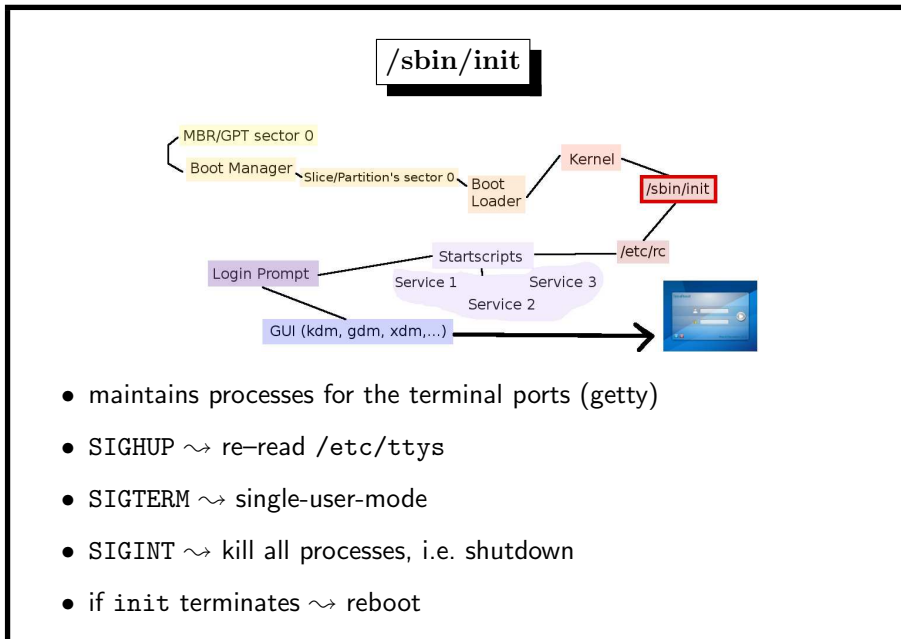 /sbin/init
MBR/GPT sector 0
Boot Manager
Slice/Partition's sector 0
Boot
Loader
Kernel
/sbin/init
/etc/rc
Startscripts
Service 1
Service 2
Service 3
Login Prompt
GUI (kdm, gdm, xdm,...)
• maintains processes for the terminal ports (getty)
• SIGHUP ⇝ re–read /etc/ttys
• SIGTERM ⇝ single-user-mode
• SIGINT ⇝ kill all processes, i.e. shutdown
• if init terminates ⇝ reboot